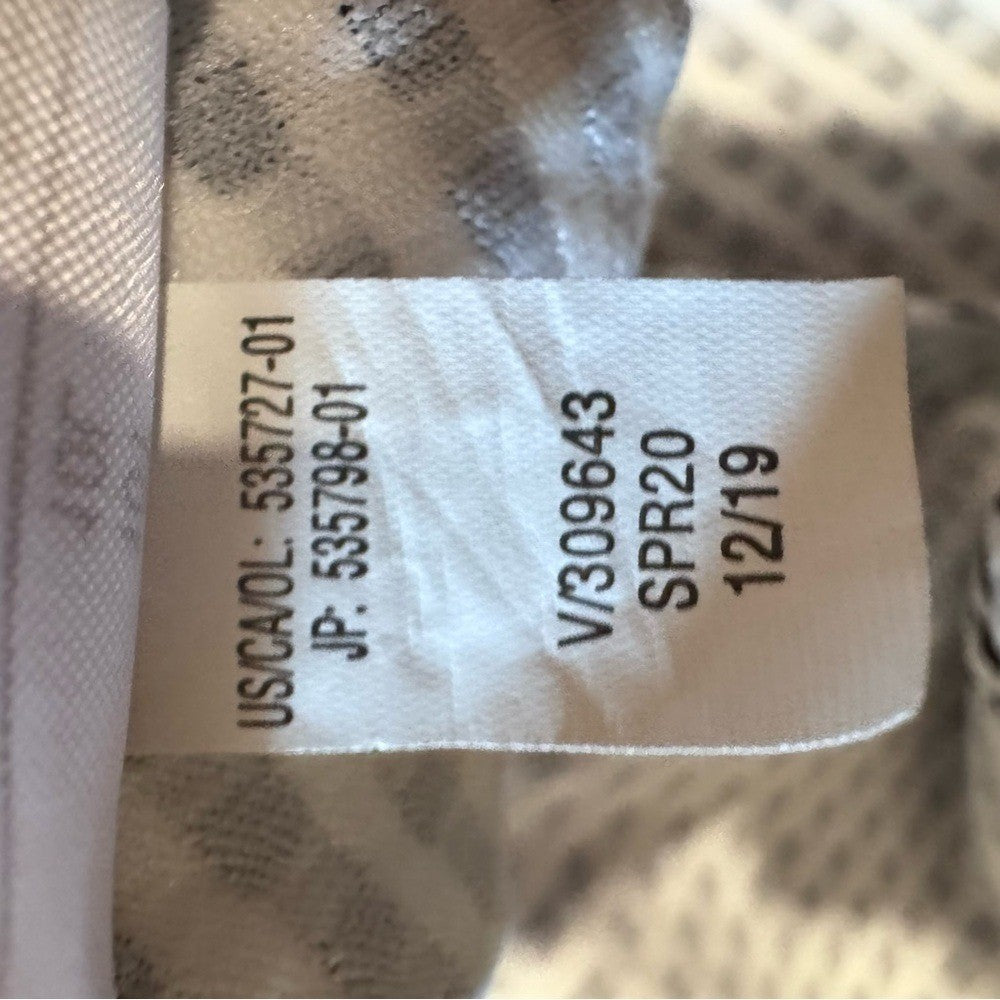 US/CA/OL: 535727-01
JP: 535798-01
V/309643
SPR20
12/19